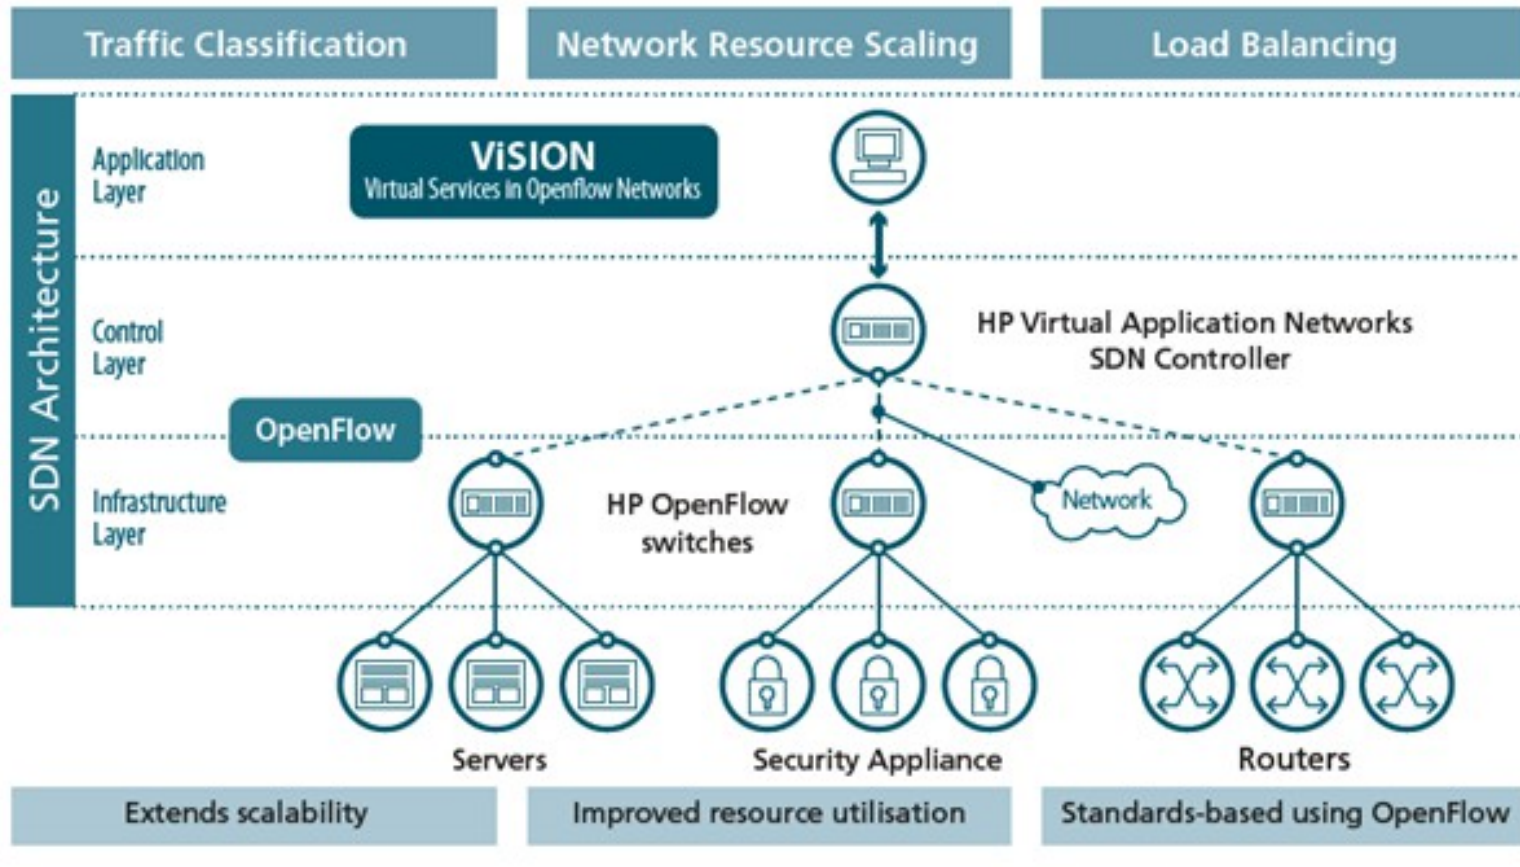 Traffic Classification
Network Resource Scaling
Load Balancing
SDN Architecture
Application
Layer
ViSION
Virtual Services in Openflow Networks
Control
Layer
HP Virtual Application Networks
SDN Controller
OpenFlow
Infrastructure
Layer
HP OpenFlow
switches
Network
Servers
Security Appliance
Routers
Extends scalability
Improved resource utilisation
Standards-based using OpenFlow